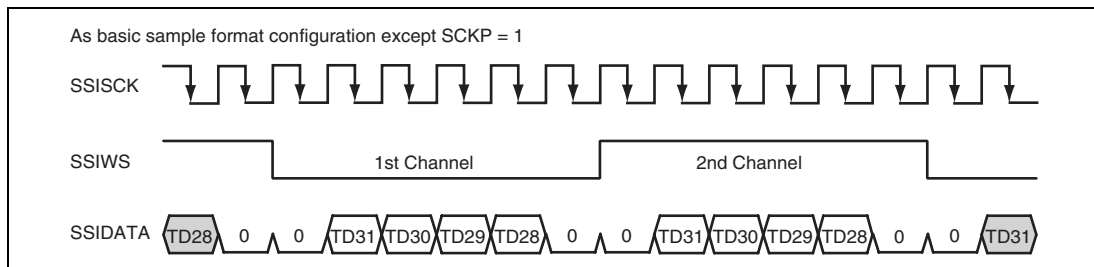 As basic sample format configuration except SCKP = 1
SSISCK
SSIWS 1st Channel 2nd Channel
SSIDATA TD28 0 0 TD31 TD30 TD29 TD28 0 0 TD31 TD30 TD29 TD28 0 0 TD31